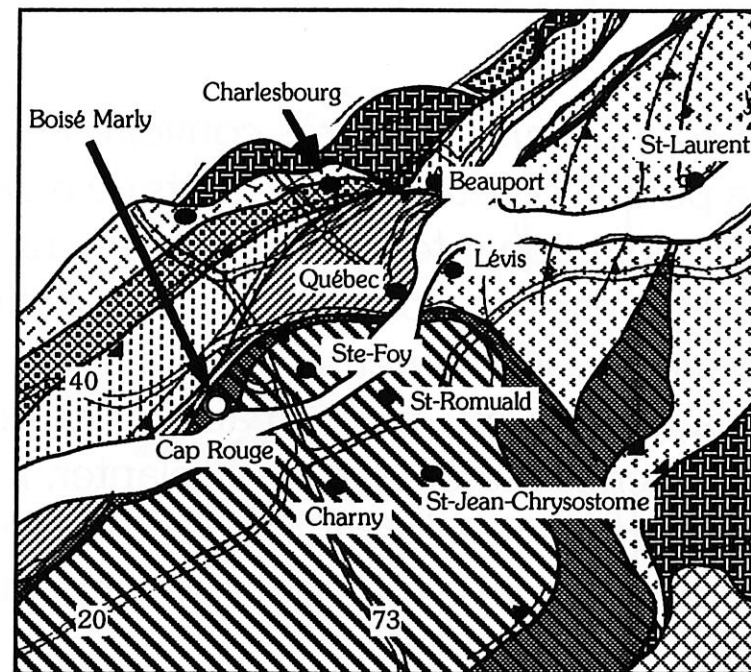 Charlesbourg
Boisé Marly
St-Laurent
Beauport
Lévis
Québec
Ste-Foy
40
St-Romuald
Cap Rouge
St-Jean-Chrysostome
Charny
20
73